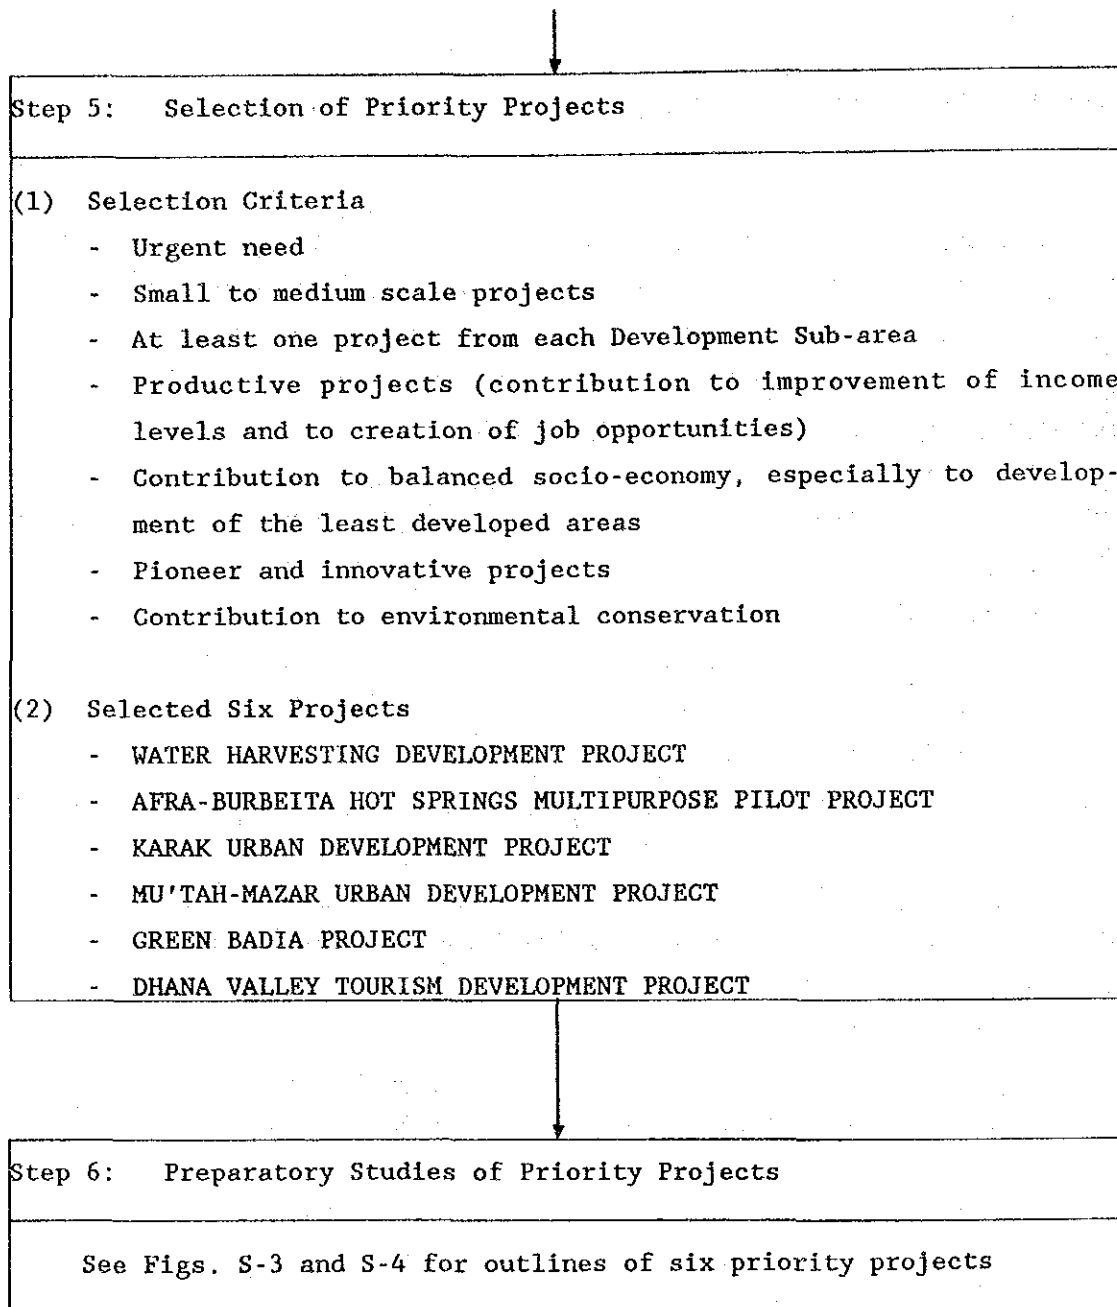 Step 5: Selection of Priority Projects
(1) Selection Criteria
- Urgent need
- Small to medium scale projects
- At least one project from each Development Sub-area
- Productive projects (contribution to improvement of income
levels and to creation of job opportunities)
- Contribution to balanced socio-economy, especially to develop-
ment of the least developed areas
- Pioneer and innovative projects
- Contribution to environmental conservation
(2) Selected Six Projects
- WATER HARVESTING DEVELOPMENT PROJECT
- AFRA-BURBEITA HOT SPRINGS MULTIPURPOSE PILOT PROJECT
- KARAK URBAN DEVELOPMENT PROJECT
- MU'TAH-MAZAR URBAN DEVELOPMENT PROJECT
- GREEN BADIA PROJECT
- DHANA VALLEY TOURISM DEVELOPMENT PROJECT
Step 6: Preparatory Studies of Priority Projects
See Figs. S-3 and S-4 for outlines of six priority projects